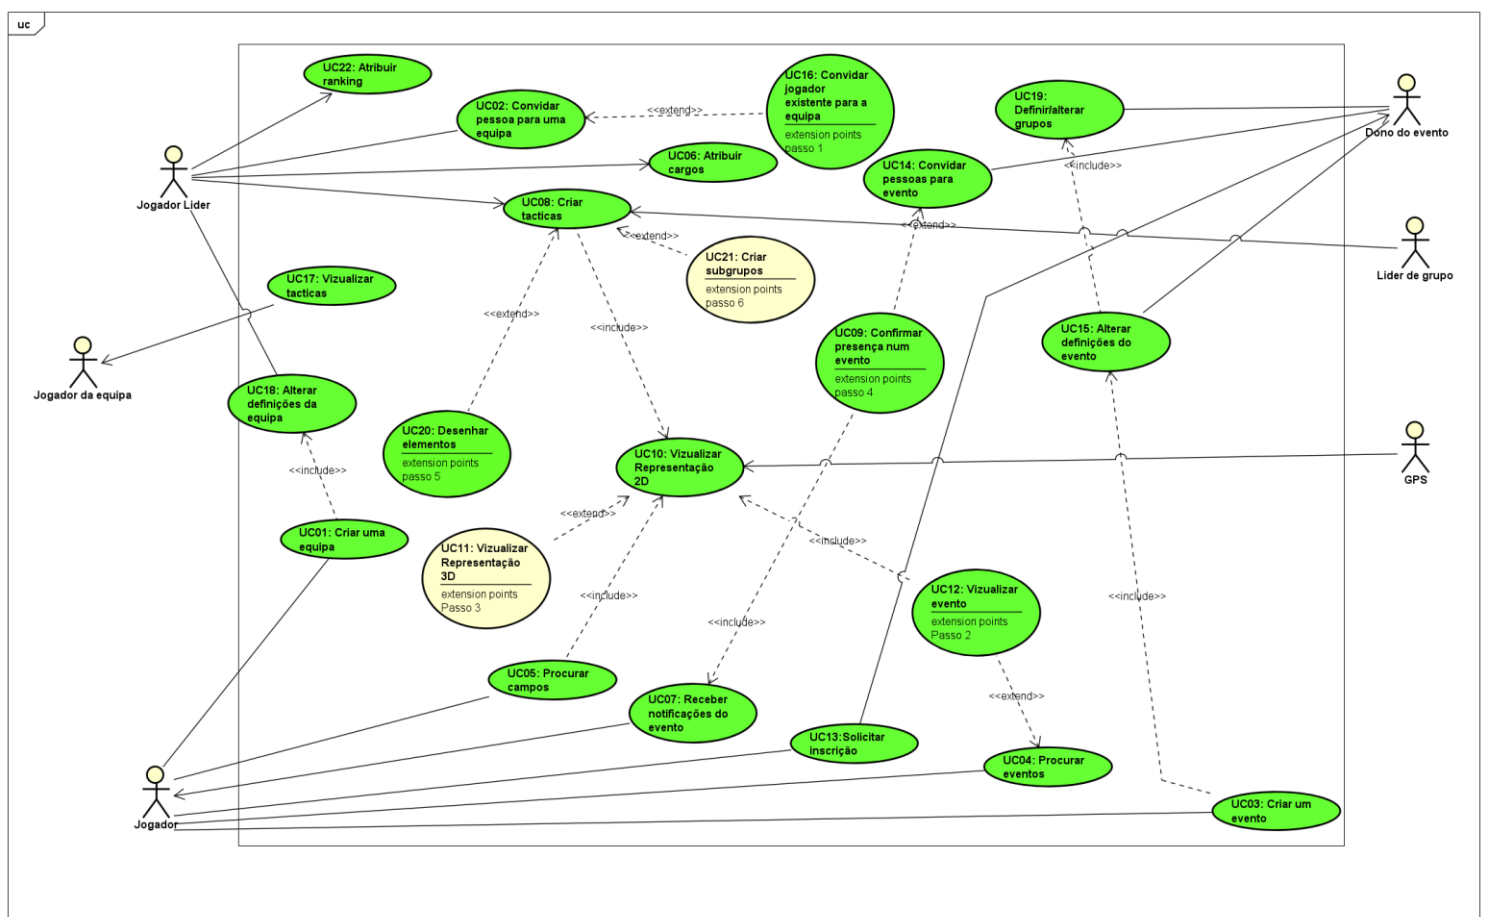 uc
UC22: Atribuir
ranking
UC02: Convidar
pessoa para uma
equipa
<<extend>>
UC16: Convidar
jogador
existente para a
equipa
extension points
passo 1
UC19:
Definir/alterar
grupos
Dono do evento
UC06: Atribuir
cargos
UC14: Convidar
pessoas para
evento
<<include>>
Jogador Lider
UC08: Criar
tacticas
<<extend>>
<<extend>>
UC21: Criar
subgrupos
extension points
passo 6
Lider de grupo
UC17: Vizualizar
tacticas
<<extend>>
<<include>>
UC09: Confirmar
presença num
evento
extension points
passo 4
UC15: Alterar
definições do
evento
Jogador da equipa
UC18: Alterar
definições da
equipa
UC20: Desenhar
elementos
extension points
passo 5
<<include>>
UC10: Vizualizar
Representação
2D
GPS
UC01: Criar uma
equipa
<<extend>>
UC11: Vizualizar
Representação
3D
extension points
Passo 3
<<include>>
<<include>>
<<include>>
UC12: Vizualizar
evento
extension points
Passo 2
<<include>>
UC05: Procurar
campos
UC07: Receber
notificações do
evento
<<extend>>
UC13:Solicitar
inscrição
UC04: Procurar
eventos
UC03: Criar um
evento
Jogador